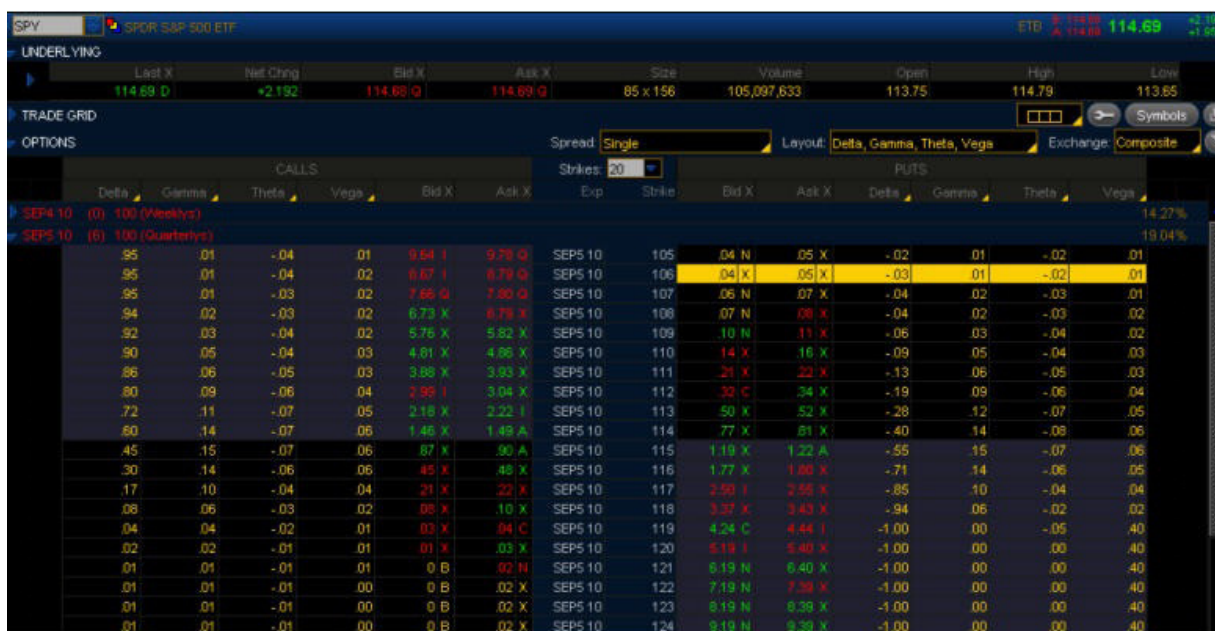 SPY SPDR S&P 500 ETF ETB 114.69
UNDERLYING
Last X Net Chng Bid X Ask X Size Volume Open High Low
114.69 D +2.192 114.68 Q 114.69 Q 85 x 156 105,097,633 113.75 114.79 113.65
TRADE GRID Symbols
OPTIONS Spread: Single Layout: Delta, Gamma, Theta, Vega Exchange: Composite
CALLS Strikes: 20 PUTS
Delta Gamma Theta Vega Bid X Ask X Exp Strike Bid X Ask X Delta Gamma Theta Vega
SEP4 10 (0) 100 (Weeklys) 14.27%
SEP5 10 (6) 100 (Quarterlys) 19.04%
.95 .01 -.04 .01 9.64 I 9.78 Q SEP5 10 105 .04 N .05 X -.02 .01 -.02 .01
.95 .01 -.04 .02 8.67 I 8.79 Q SEP5 10 106 .04 X .05 X -.03 .01 -.02 .01
.95 .01 -.03 .02 7.66 Q 7.80 Q SEP5 10 107 .06 N .07 X -.04 .02 -.03 .01
.94 .02 -.03 .02 6.73 X 6.79 X SEP5 10 108 .07 N .08 X -.04 .02 -.03 .02
.92 .03 -.04 .02 5.76 X 5.82 X SEP5 10 109 .10 N .11 X -.06 .03 -.04 .02
.90 .05 -.04 .03 4.81 X 4.86 X SEP5 10 110 .14 X .16 X -.09 .05 -.04 .03
.86 .06 -.05 .03 3.88 X 3.93 X SEP5 10 111 .21 X .22 X -.13 .06 -.05 .03
.80 .09 -.06 .04 2.99 I 3.04 X SEP5 10 112 .32 C .34 X -.19 .09 -.06 .04
.72 .11 -.07 .05 2.18 X 2.22 I SEP5 10 113 .50 X .52 X -.28 .12 -.07 .05
.60 .14 -.07 .06 1.46 X 1.49 A SEP5 10 114 .77 X .81 X -.40 .14 -.08 .06
.45 .15 -.07 .06 .87 X .90 A SEP5 10 115 1.19 X 1.22 A -.55 .15 -.07 .06
.30 .14 -.06 .06 .45 X .48 X SEP5 10 116 1.77 X 1.80 X -.71 .14 -.06 .05
.17 .10 -.04 .04 .21 X .22 X SEP5 10 117 2.50 I 2.55 X -.85 .10 -.04 .04
.08 .06 -.03 .02 .08 X .10 X SEP5 10 118 3.37 X 3.43 X -.94 .06 -.02 .02
.04 .04 -.02 .01 .03 X .04 C SEP5 10 119 4.24 C 4.44 I -1.00 .00 -.05 .40
.02 .02 -.01 .01 .01 X .03 X SEP5 10 120 5.19 I 5.40 X -1.00 .00 .00 .40
.01 .01 -.01 .01 0 B .02 N SEP5 10 121 6.19 N 6.40 X -1.00 .00 .00 .40
.01 .01 -.01 .00 0 B .02 X SEP5 10 122 7.19 N 7.39 X -1.00 .00 .00 .40
.01 .01 -.01 .00 0 B .02 X SEP5 10 123 8.19 N 8.39 X -1.00 .00 .00 .40
.01 .01 -.01 .00 0 B .02 X SEP5 10 124 9.19 N 9.39 X -1.00 .00 .00 .40